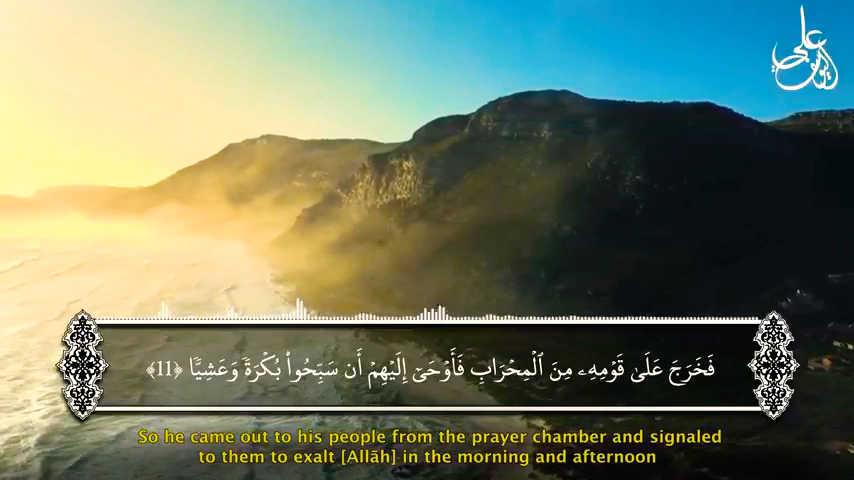 فَخَرَجَ عَلَىٰ قَوْمِهِۦ مِنَ ٱلْمِحْرَابِ فَأَوْحَىٰٓ إِلَيْهِمْ أَن سَبِّحُوا۟ بُكْرَةً وَعَشِيًّا ﴿11﴾
So he came out to his people from the prayer chamber and signaled
to them to exalt [Allāh] in the morning and afternoon